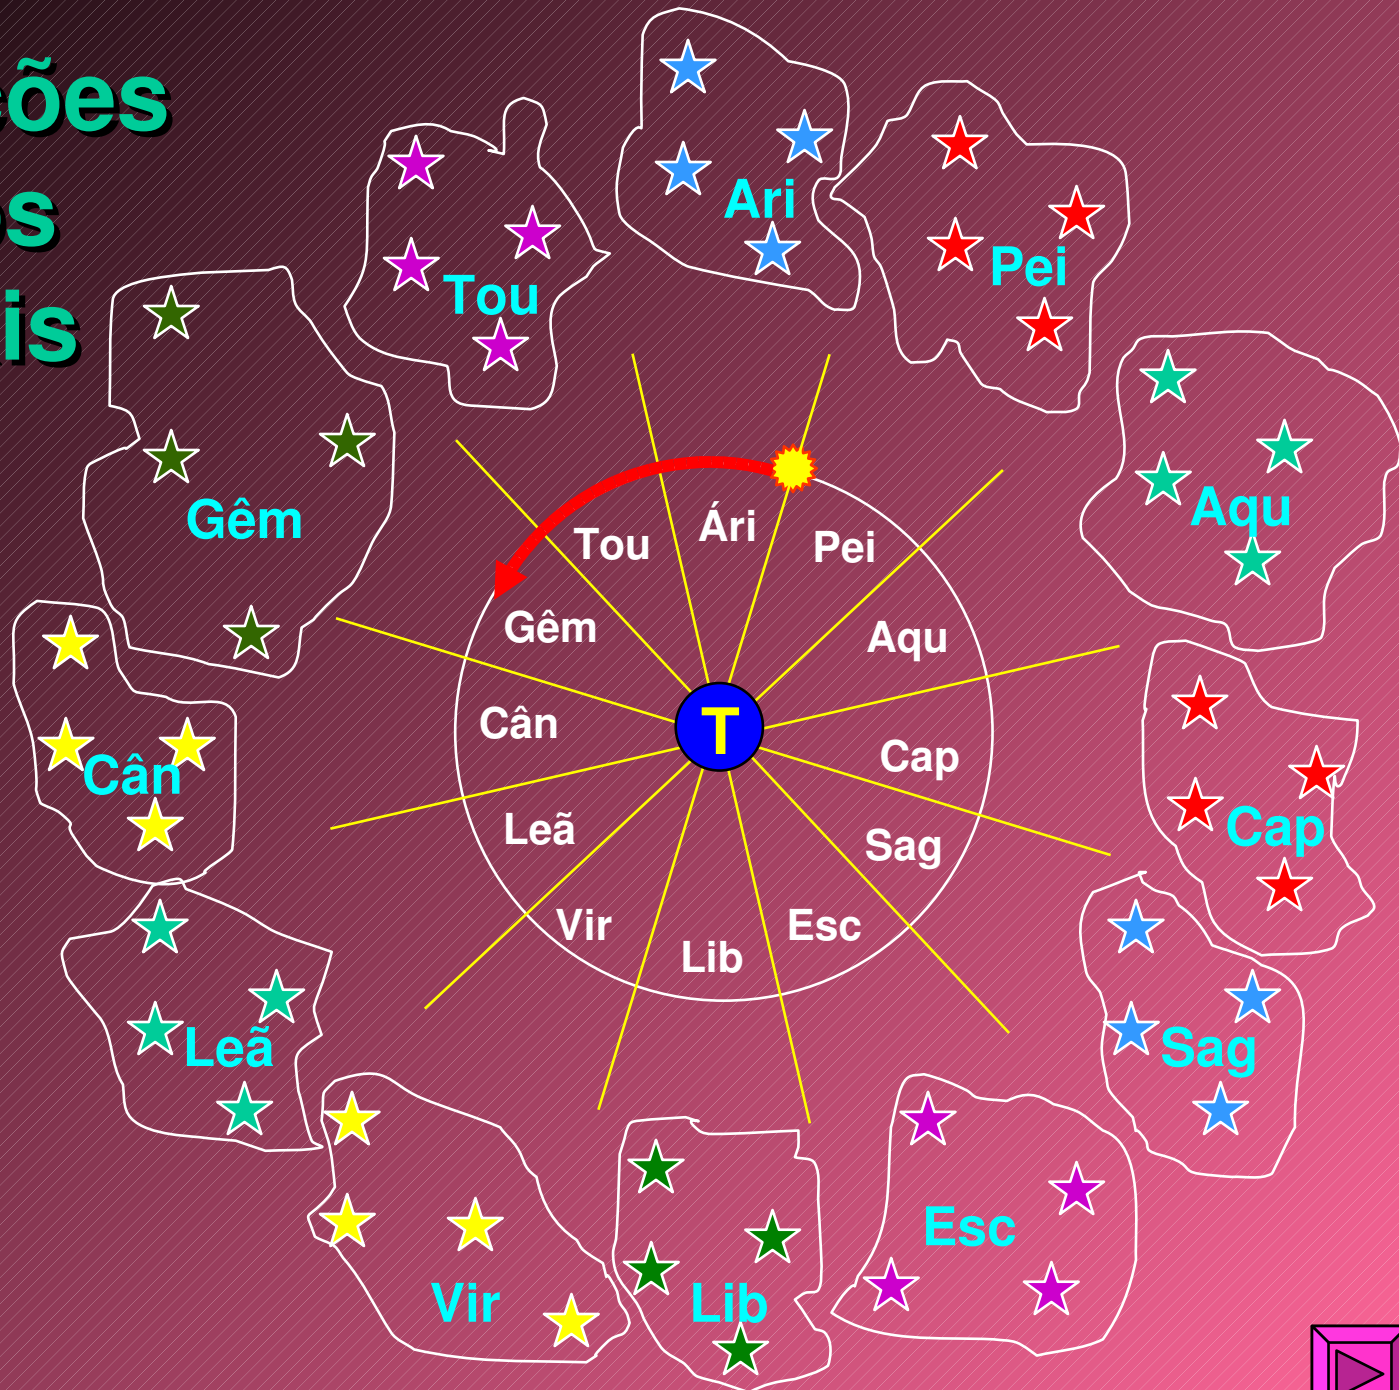 ões
s
is
Ari
Pei
Tou
Aqu
Gêm
Ári
Tou
Pei
Gêm
Aqu
Cân
T
Cap
Cân
Cap
Leã
Sag
Vir
Esc
Lib
Leã
Sag
Esc
Vir
Lib